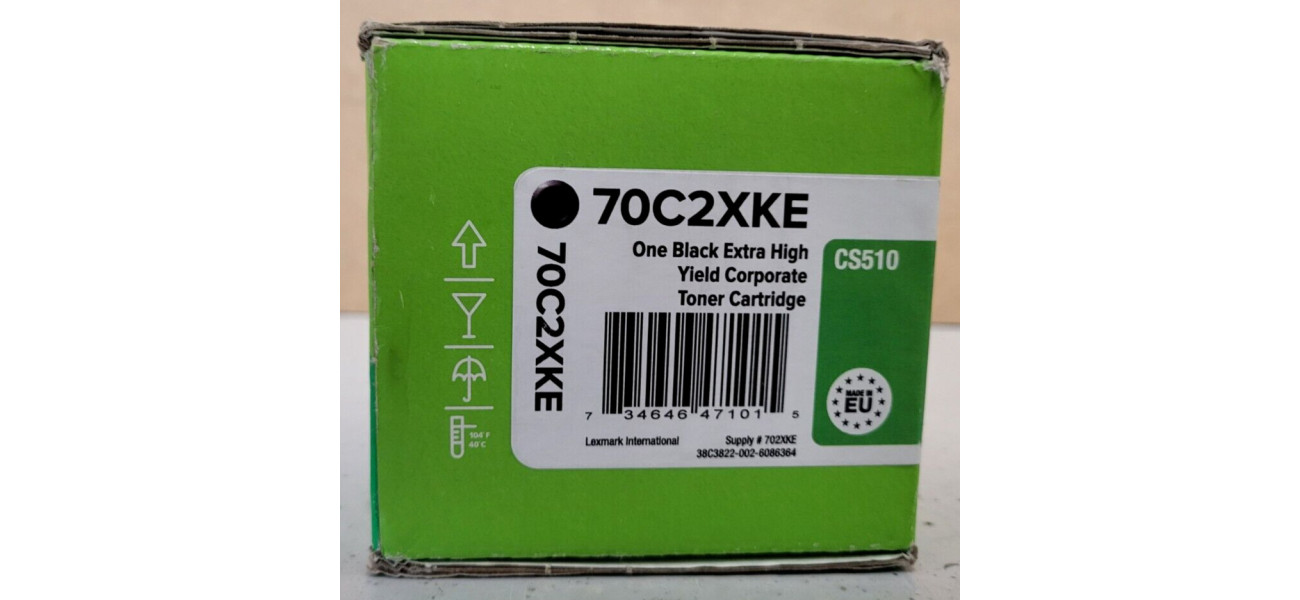 70C2XKE
70C2XKE
One Black Extra High
Yield Corporate
Toner Cartridge
CS510
MADE IN
EU
7 34646 47101 5
Lexmark International
Supply # 702XKE
38C3822-002-6086364
104°F
40°C